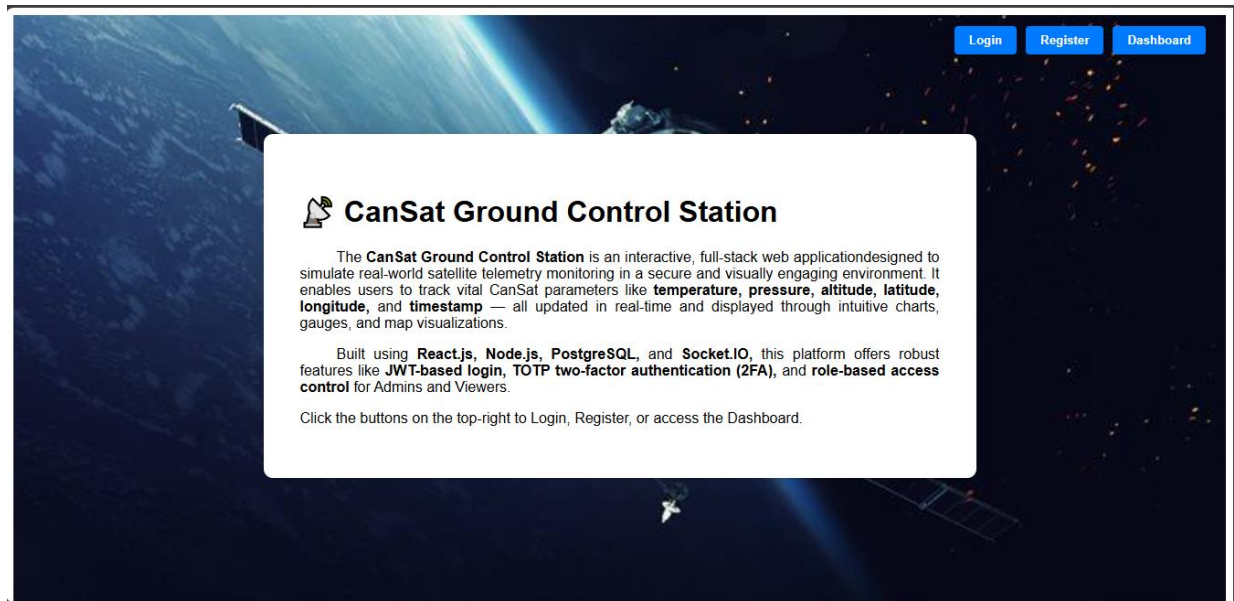 Login Register Dashboard
CanSat Ground Control Station
The CanSat Ground Control Station is an interactive, full-stack web applicationdesigned to
simulate real-world satellite telemetry monitoring in a secure and visually engaging environment. It
enables users to track vital CanSat parameters like temperature, pressure, altitude, latitude,
longitude, and timestamp — all updated in real-time and displayed through intuitive charts,
gauges, and map visualizations.
Built using React.js, Node.js, PostgreSQL, and Socket.IO, this platform offers robust
features like JWT-based login, TOTP two-factor authentication (2FA), and role-based access
control for Admins and Viewers.
Click the buttons on the top-right to Login, Register, or access the Dashboard.